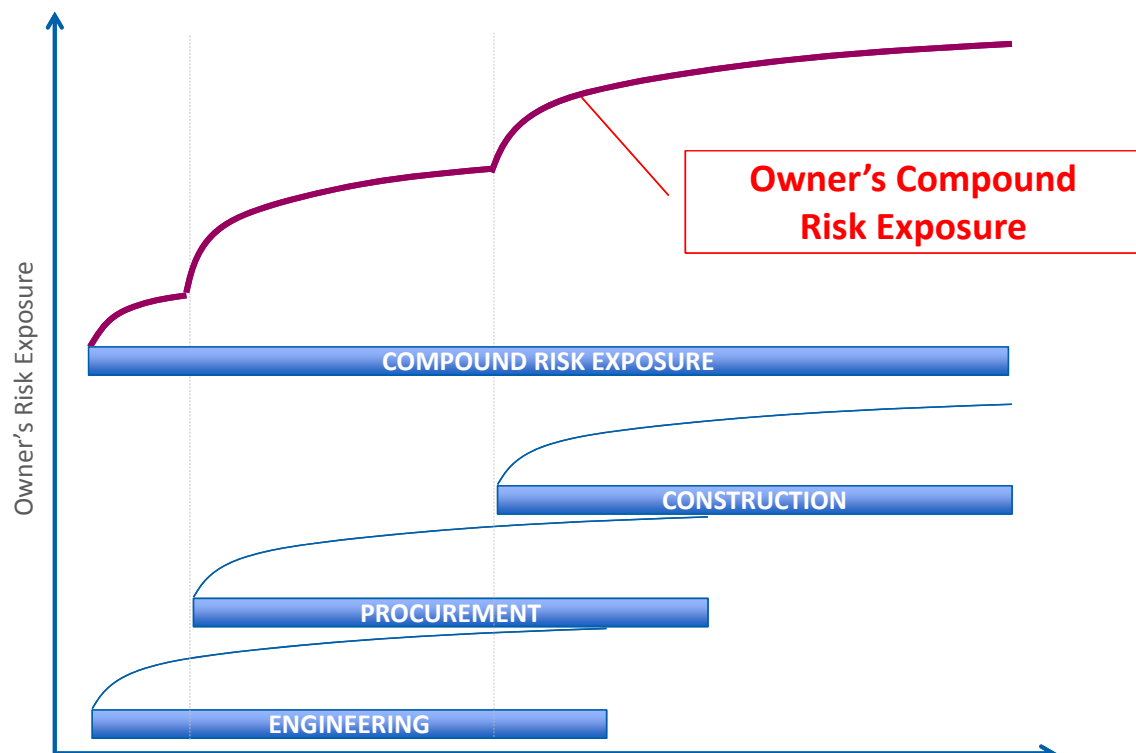 Owner's Risk Exposure
Owner’s Compound
Risk Exposure
COMPOUND RISK EXPOSURE
CONSTRUCTION
PROCUREMENT
ENGINEERING